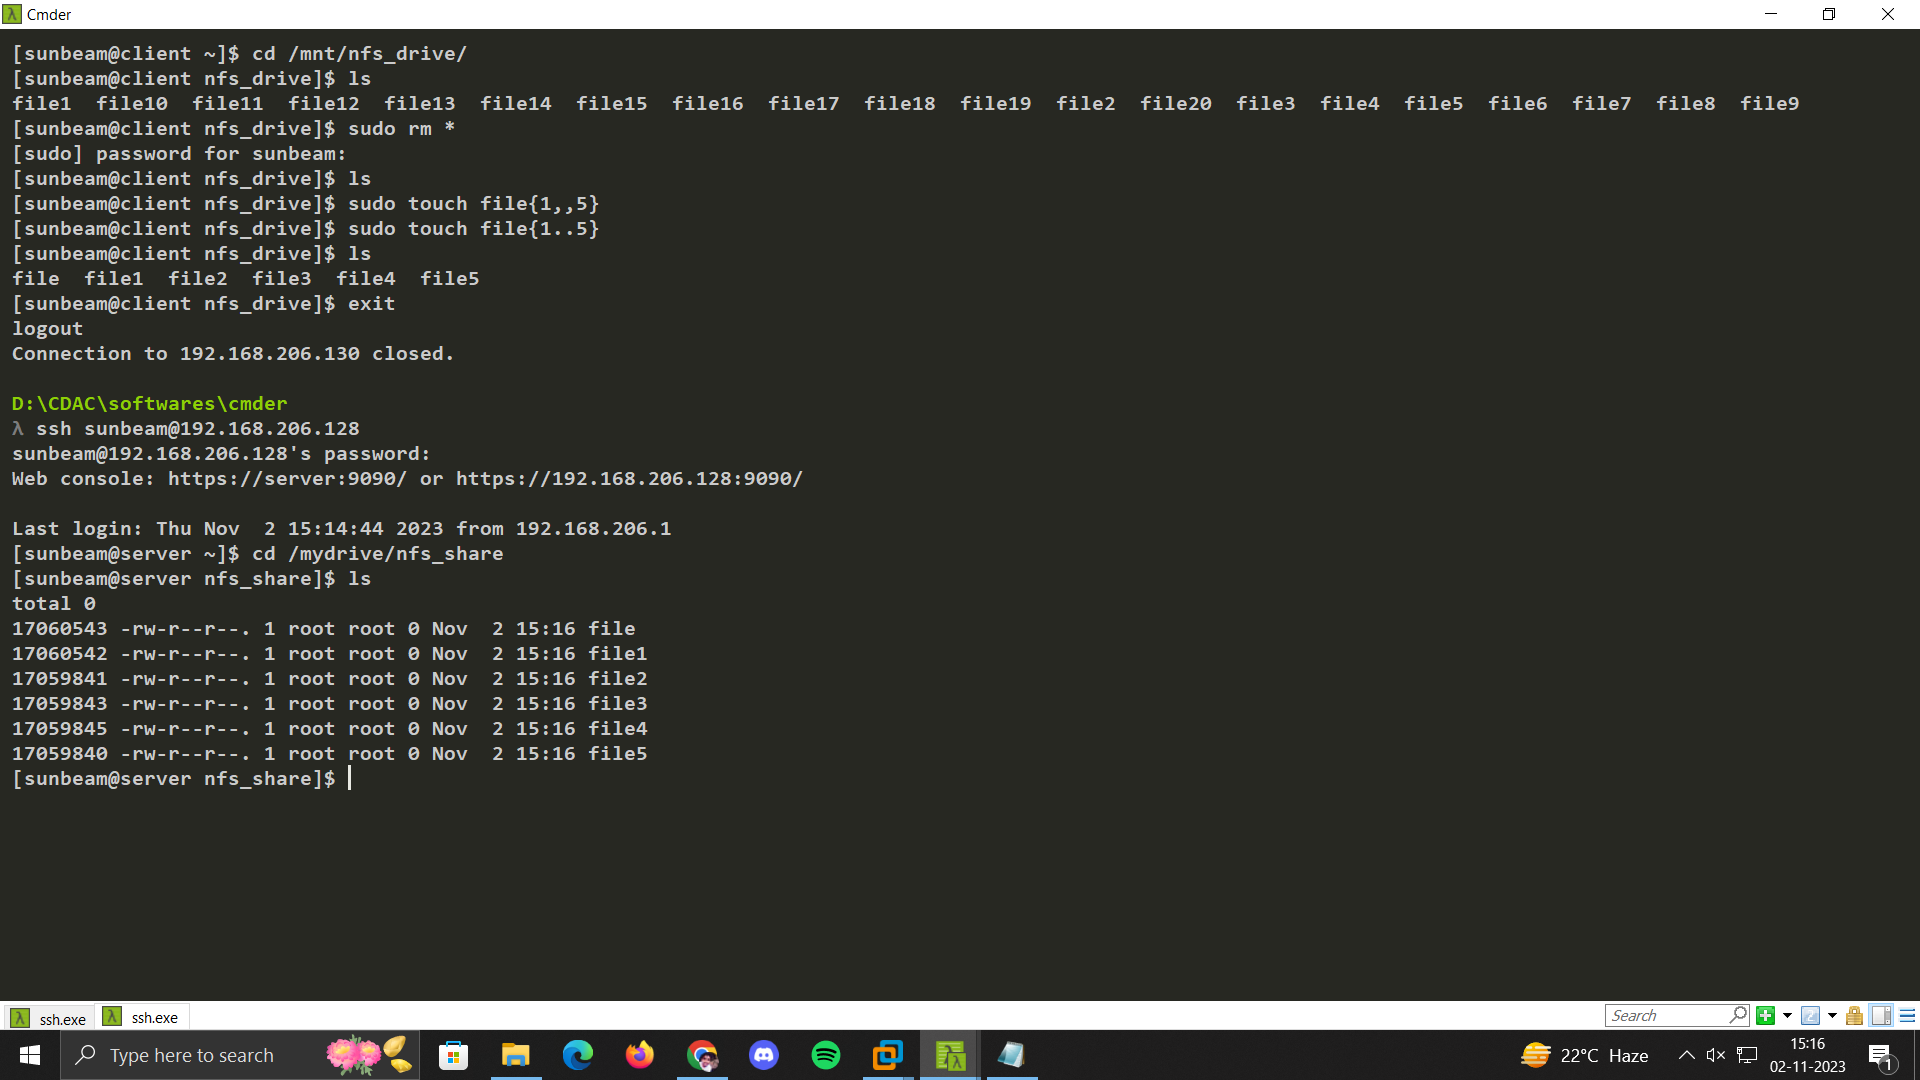 Cmder
[sunbeam@client ~]$ cd /mnt/nfs_drive/
[sunbeam@client nfs_drive]$ ls
file1  file10  file11  file12  file13  file14  file15  file16  file17  file18  file19  file2  file20  file3  file4  file5  file6  file7  file8  file9
[sunbeam@client nfs_drive]$ sudo rm *
[sudo] password for sunbeam:
[sunbeam@client nfs_drive]$ ls
[sunbeam@client nfs_drive]$ sudo touch file{1,,5}
[sunbeam@client nfs_drive]$ sudo touch file{1..5}
[sunbeam@client nfs_drive]$ ls
file  file1  file2  file3  file4  file5
[sunbeam@client nfs_drive]$ exit
logout
Connection to 192.168.206.130 closed.
D:\CDAC\softwares\cmder
λ ssh sunbeam@192.168.206.128
sunbeam@192.168.206.128's password:
Web console: https://server:9090/ or https://192.168.206.128:9090/
Last login: Thu Nov  2 15:14:44 2023 from 192.168.206.1
[sunbeam@server ~]$ cd /mydrive/nfs_share
[sunbeam@server nfs_share]$ ls
total 0
17060543 -rw-r--r--. 1 root root 0 Nov  2 15:16 file
17060542 -rw-r--r--. 1 root root 0 Nov  2 15:16 file1
17059841 -rw-r--r--. 1 root root 0 Nov  2 15:16 file2
17059843 -rw-r--r--. 1 root root 0 Nov  2 15:16 file3
17059845 -rw-r--r--. 1 root root 0 Nov  2 15:16 file4
17059840 -rw-r--r--. 1 root root 0 Nov  2 15:16 file5
[sunbeam@server nfs_share]$
ssh.exe
ssh.exe
Search
Type here to search
22°C  Haze
15:16
02-11-2023
1